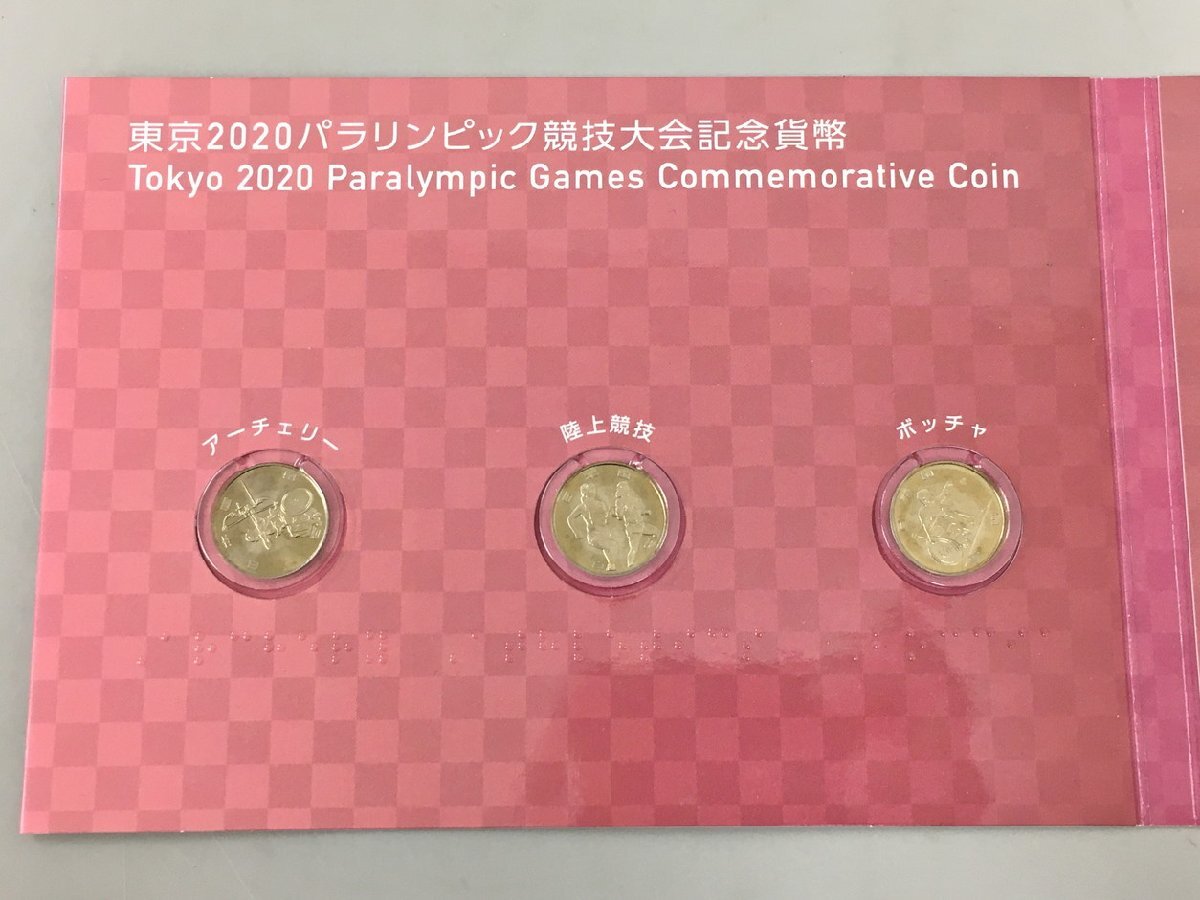 東京2020パラリンピック競技大会記念貨幣
Tokyo 2020 Paralympic Games Commemorative Coin
アーチェリー
陸上競技
ボッチャ